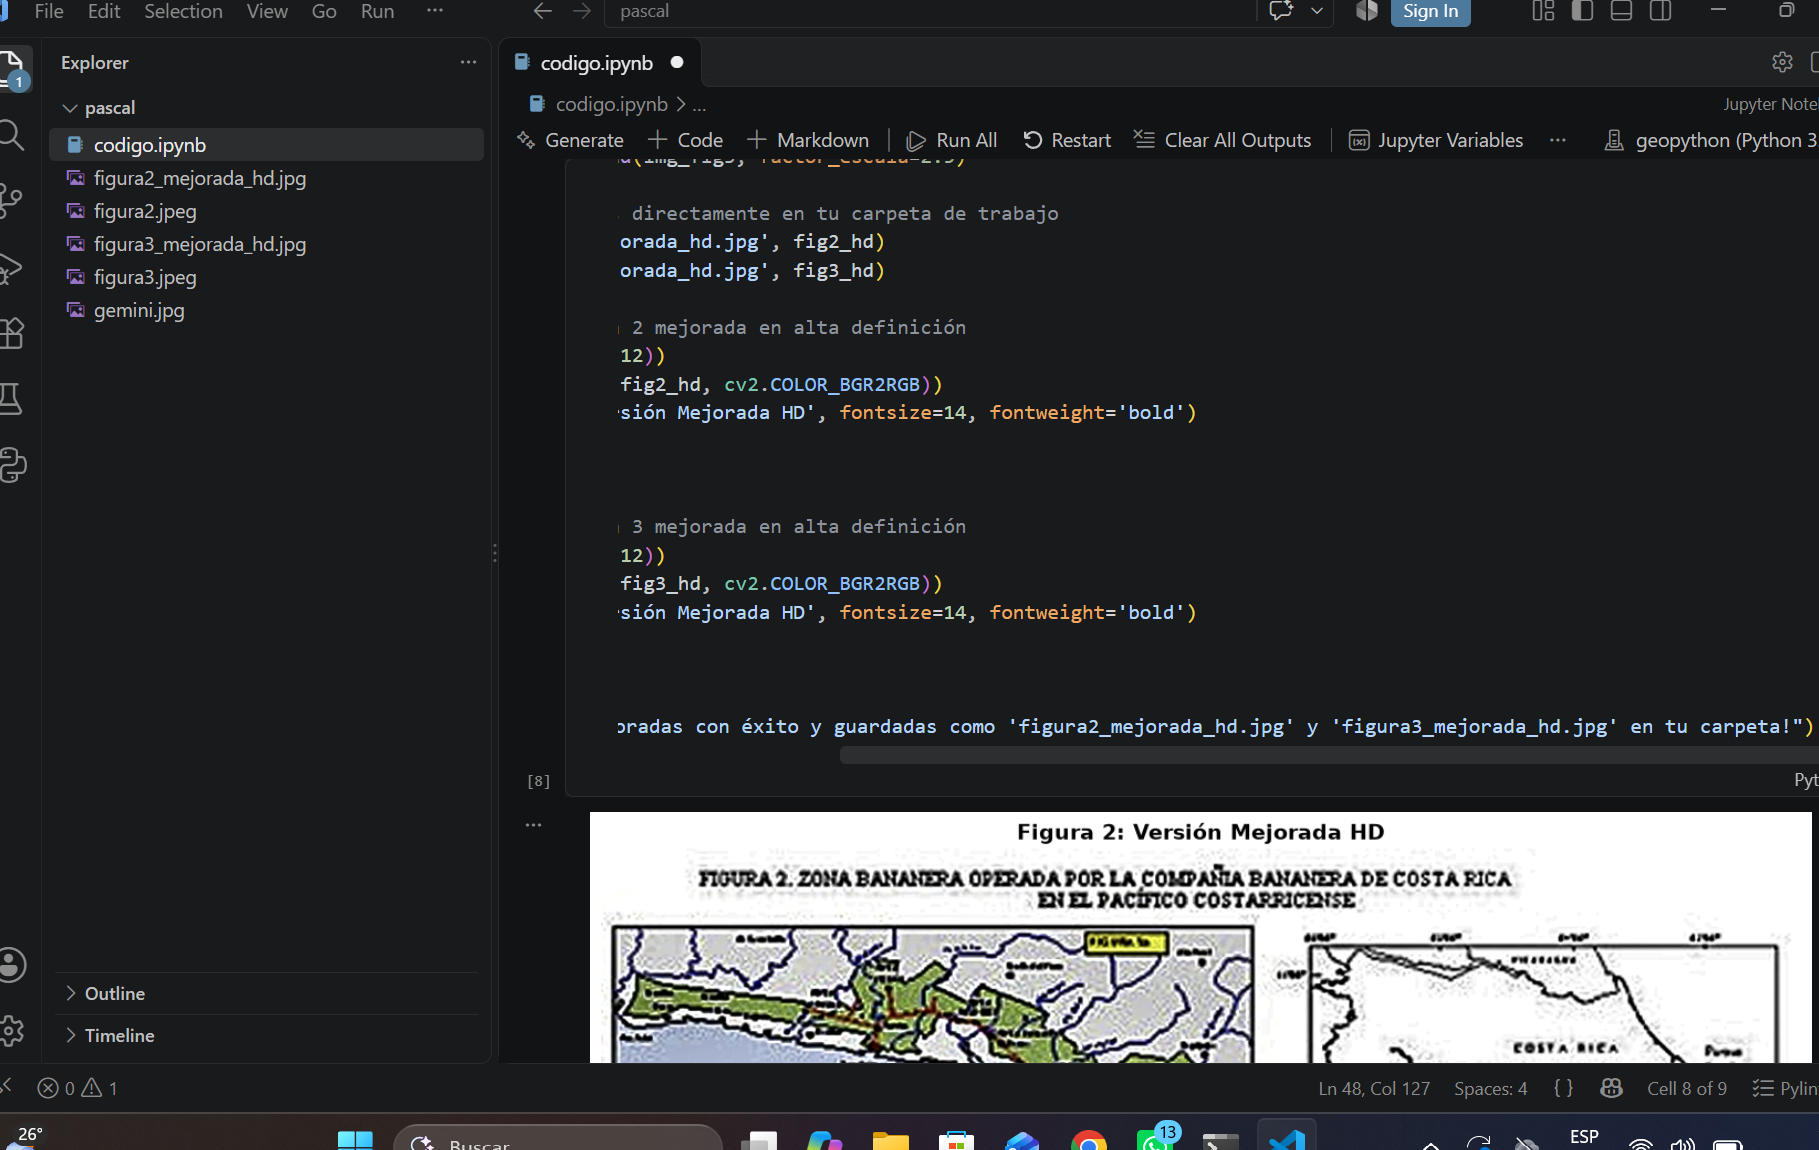 File Edit Selection View Go Run ...
pascal
Sign In
Explorer
codigo.ipynb
1
pascal
codigo.ipynb > ...
Jupyter Note
Generate Code Markdown Run All Restart Clear All Outputs Jupyter Variables ... geopython (Python 3
codigo.ipynb
figura2_mejorada_hd.jpg
figura2.jpeg
figura3_mejorada_hd.jpg
figura3.jpeg
gemini.jpg
directamente en tu carpeta de trabajo
orada_hd.jpg', fig2_hd)
orada_hd.jpg', fig3_hd)
2 mejorada en alta definición
12))
fig2_hd, cv2.COLOR_BGR2RGB))
sión Mejorada HD', fontsize=14, fontweight='bold')
3 mejorada en alta definición
12))
fig3_hd, cv2.COLOR_BGR2RGB))
sión Mejorada HD', fontsize=14, fontweight='bold')
oradas con éxito y guardadas como 'figura2_mejorada_hd.jpg' y 'figura3_mejorada_hd.jpg' en tu carpeta!")
[8]
Pyt
Figura 2: Versión Mejorada HD
FIGURA 2. ZONA BANANERA OPERADA POR LA COMPAÑIA BANANERA DE COSTA RICA
EN EL PACÍFICO COSTARRICENSE
COSTA RICA
Outline
Timeline
0 1
Ln 48, Col 127 Spaces: 4 { } Cell 8 of 9 Pylin
26°
Buscar
13
ESP